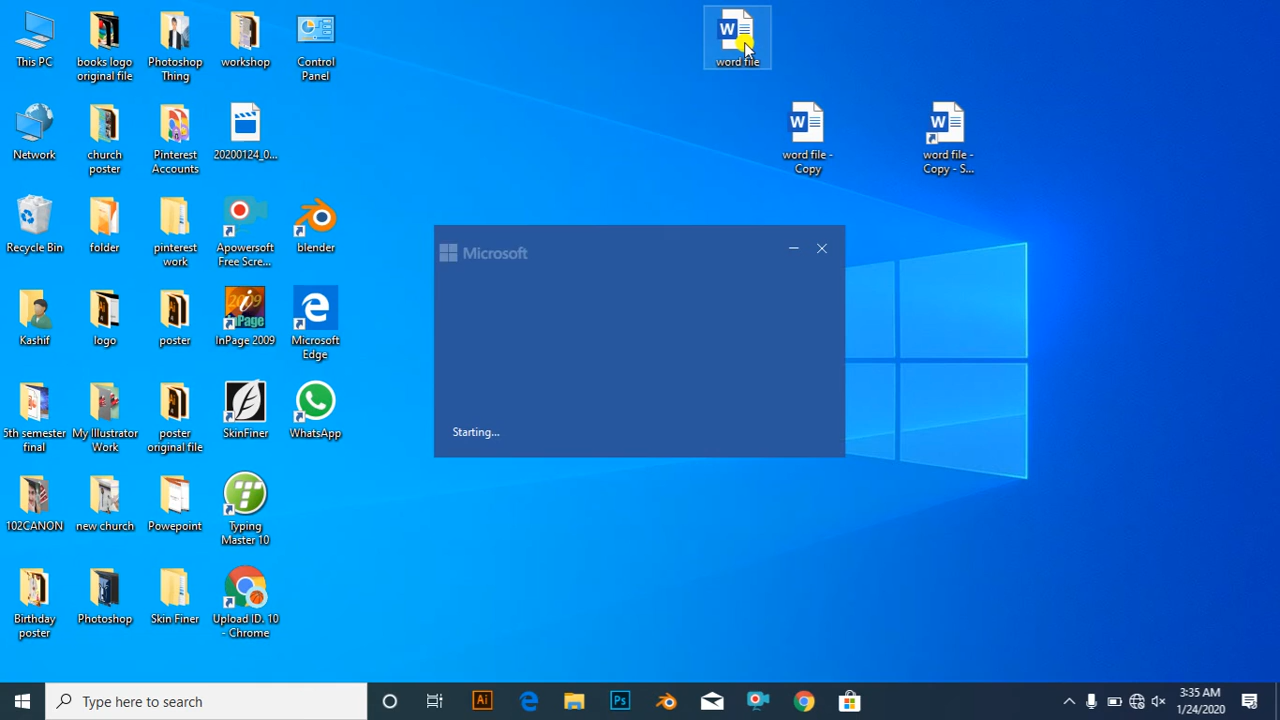 This PC
books logo
original file
Photoshop
Thing
workshop
Control
Panel
word file
Network
church
poster
Pinterest
Accounts
20200124_0...
word file -
Copy
word file -
Copy - S...
Recycle Bin
folder
pinterest
work
Apowersoft
Free Scre...
blender
Microsoft
Starting...
Kashif
logo
poster
2009
InPage
InPage 2009
Microsoft
Edge
5th semester
final
My Illustrator
Work
poster
original file
SkinFiner
WhatsApp
102CANON
new church
Powepoint
Typing
Master 10
Birthday
poster
Photoshop
Skin Finer
Upload ID. 10
- Chrome
Type here to search
Ai
Ps
3:35 AM
1/24/2020